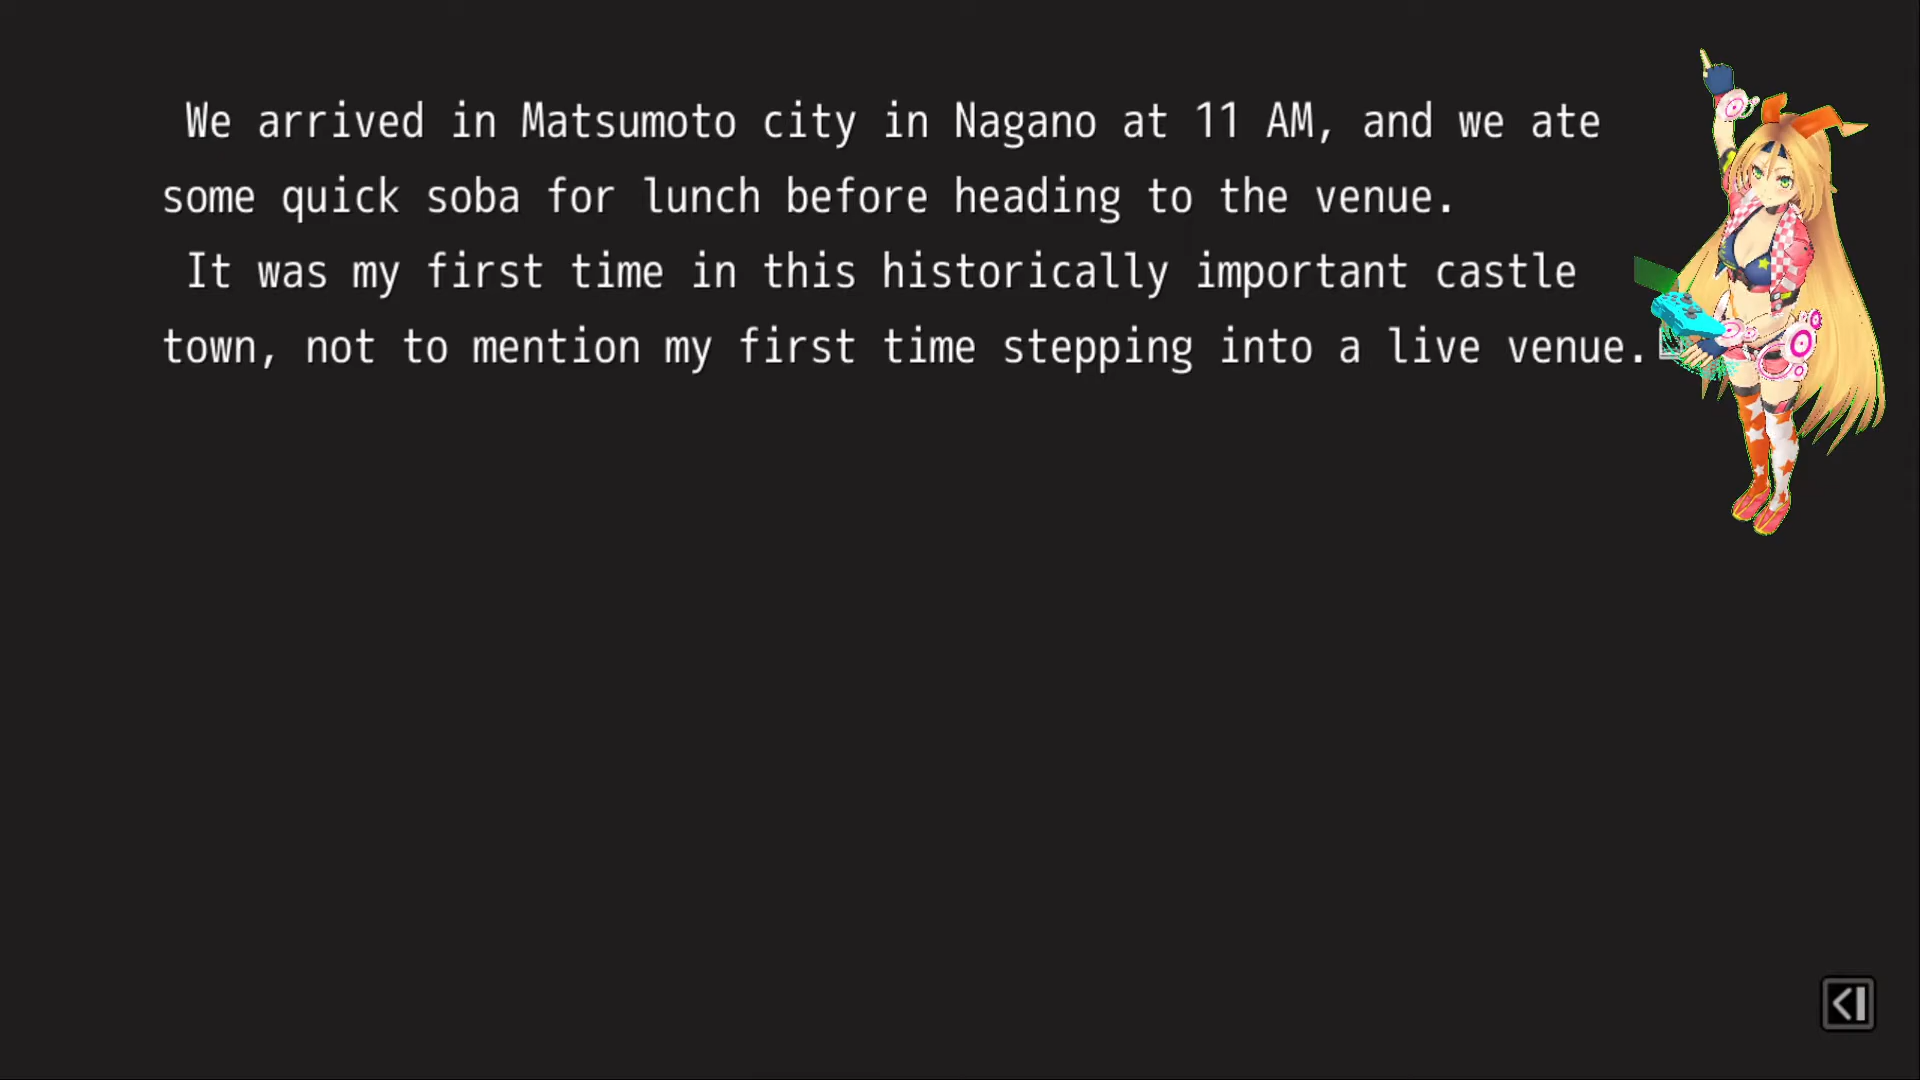 We arrived in Matsumoto city in Nagano at 11 AM, and we ate
some quick soba for lunch before heading to the venue.
It was my first time in this historically important castle
town, not to mention my first time stepping into a live venue.